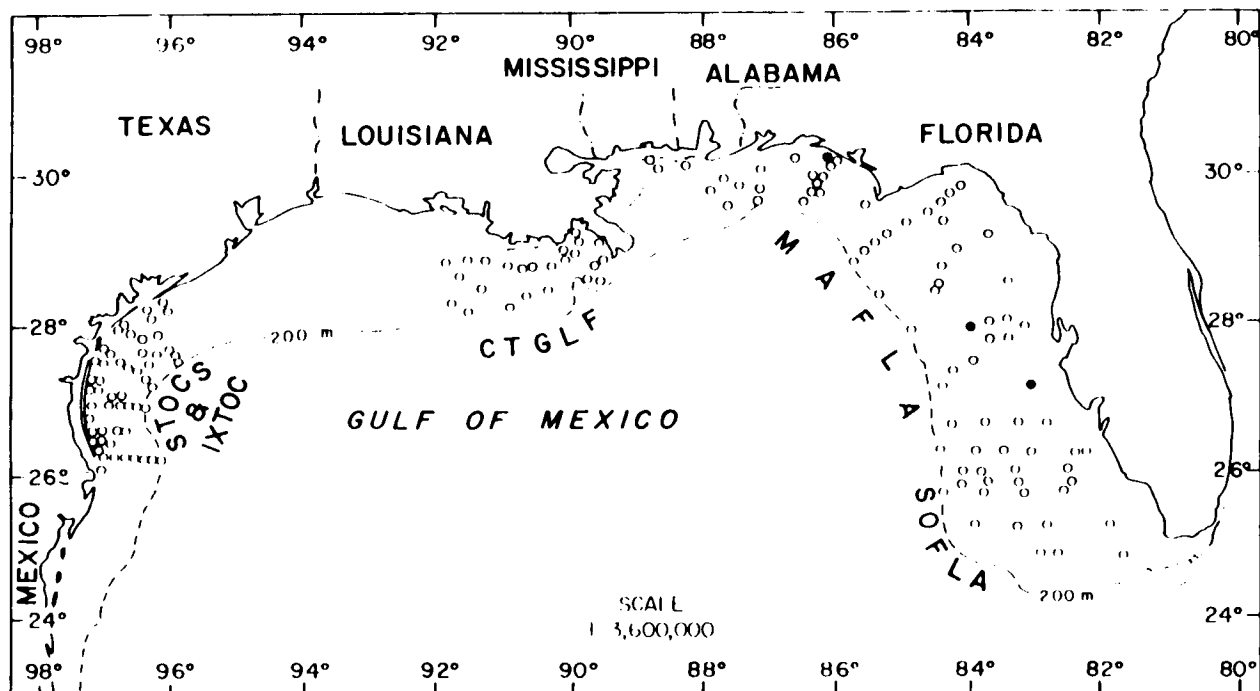 98° 96° 94° 92° 90° 88° 86° 84° 82° 80°
MISSISSIPPI ALABAMA
TEXAS LOUISIANA FLORIDA
30° 30°
MAFLA
28° 200 m CTGLF 28°
STOCS
& IXTOC
GULF OF MEXICO
26° 26°
SOFLA
MEXICO
200 m
SCALE
1 3,600,000
24° 24°
98° 96° 94° 92° 90° 88° 86° 84° 82° 80°